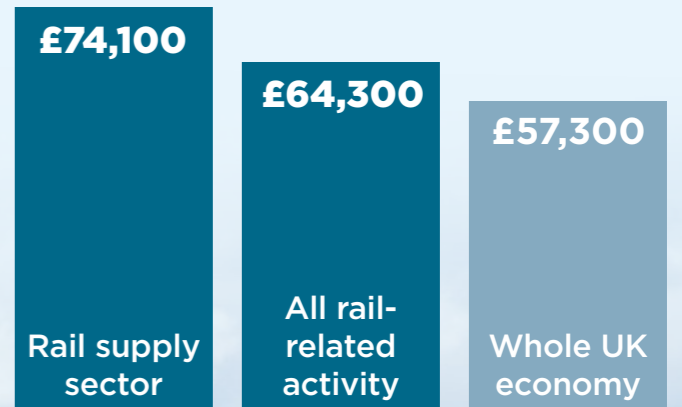 £74,100
Rail supply
sector
£64,300
All rail-
related
activity
£57,300
Whole UK
economy